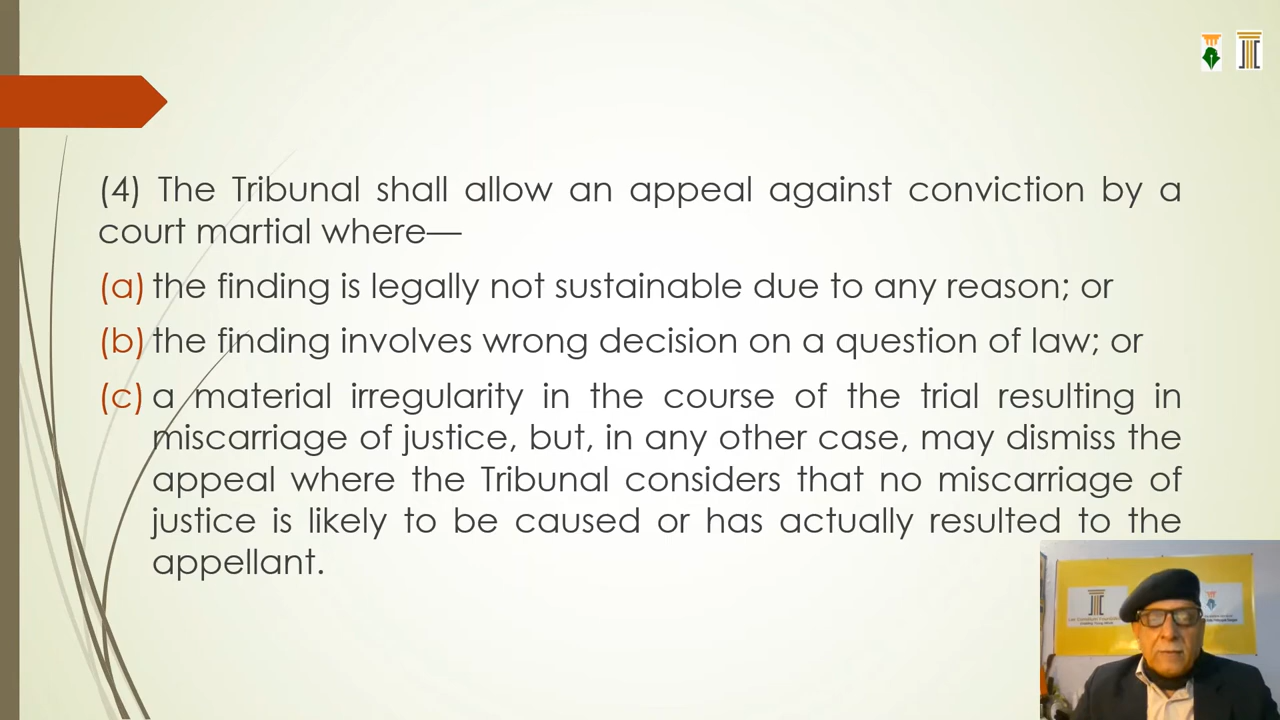 (4) The Tribunal shall allow an appeal against conviction by a
court martial where—
(a) the finding is legally not sustainable due to any reason; or
(b) the finding involves wrong decision on a question of law; or
(c) a material irregularity in the course of the trial resulting in
miscarriage of justice, but, in any other case, may dismiss the
appeal where the Tribunal considers that no miscarriage of
justice is likely to be caused or has actually resulted to the
appellant.